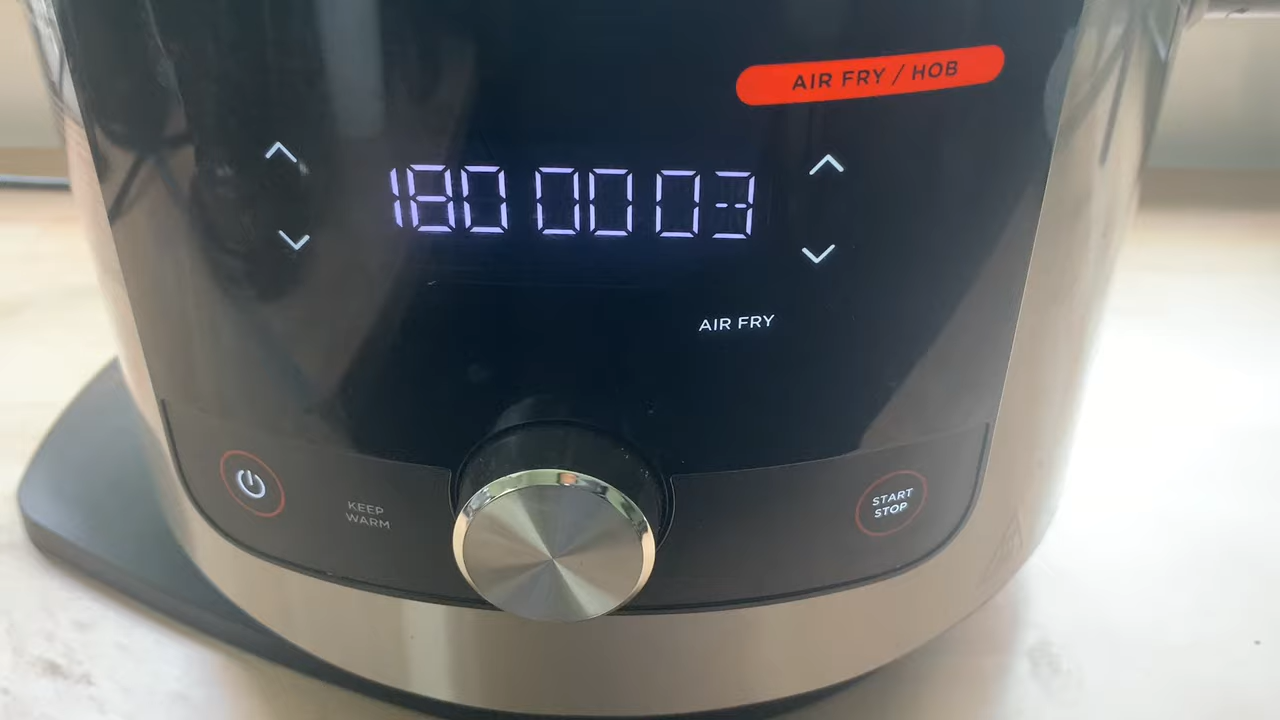 AIR FRY / HOB
180 00 03
AIR FRY
KEEP
WARM
START
STOP